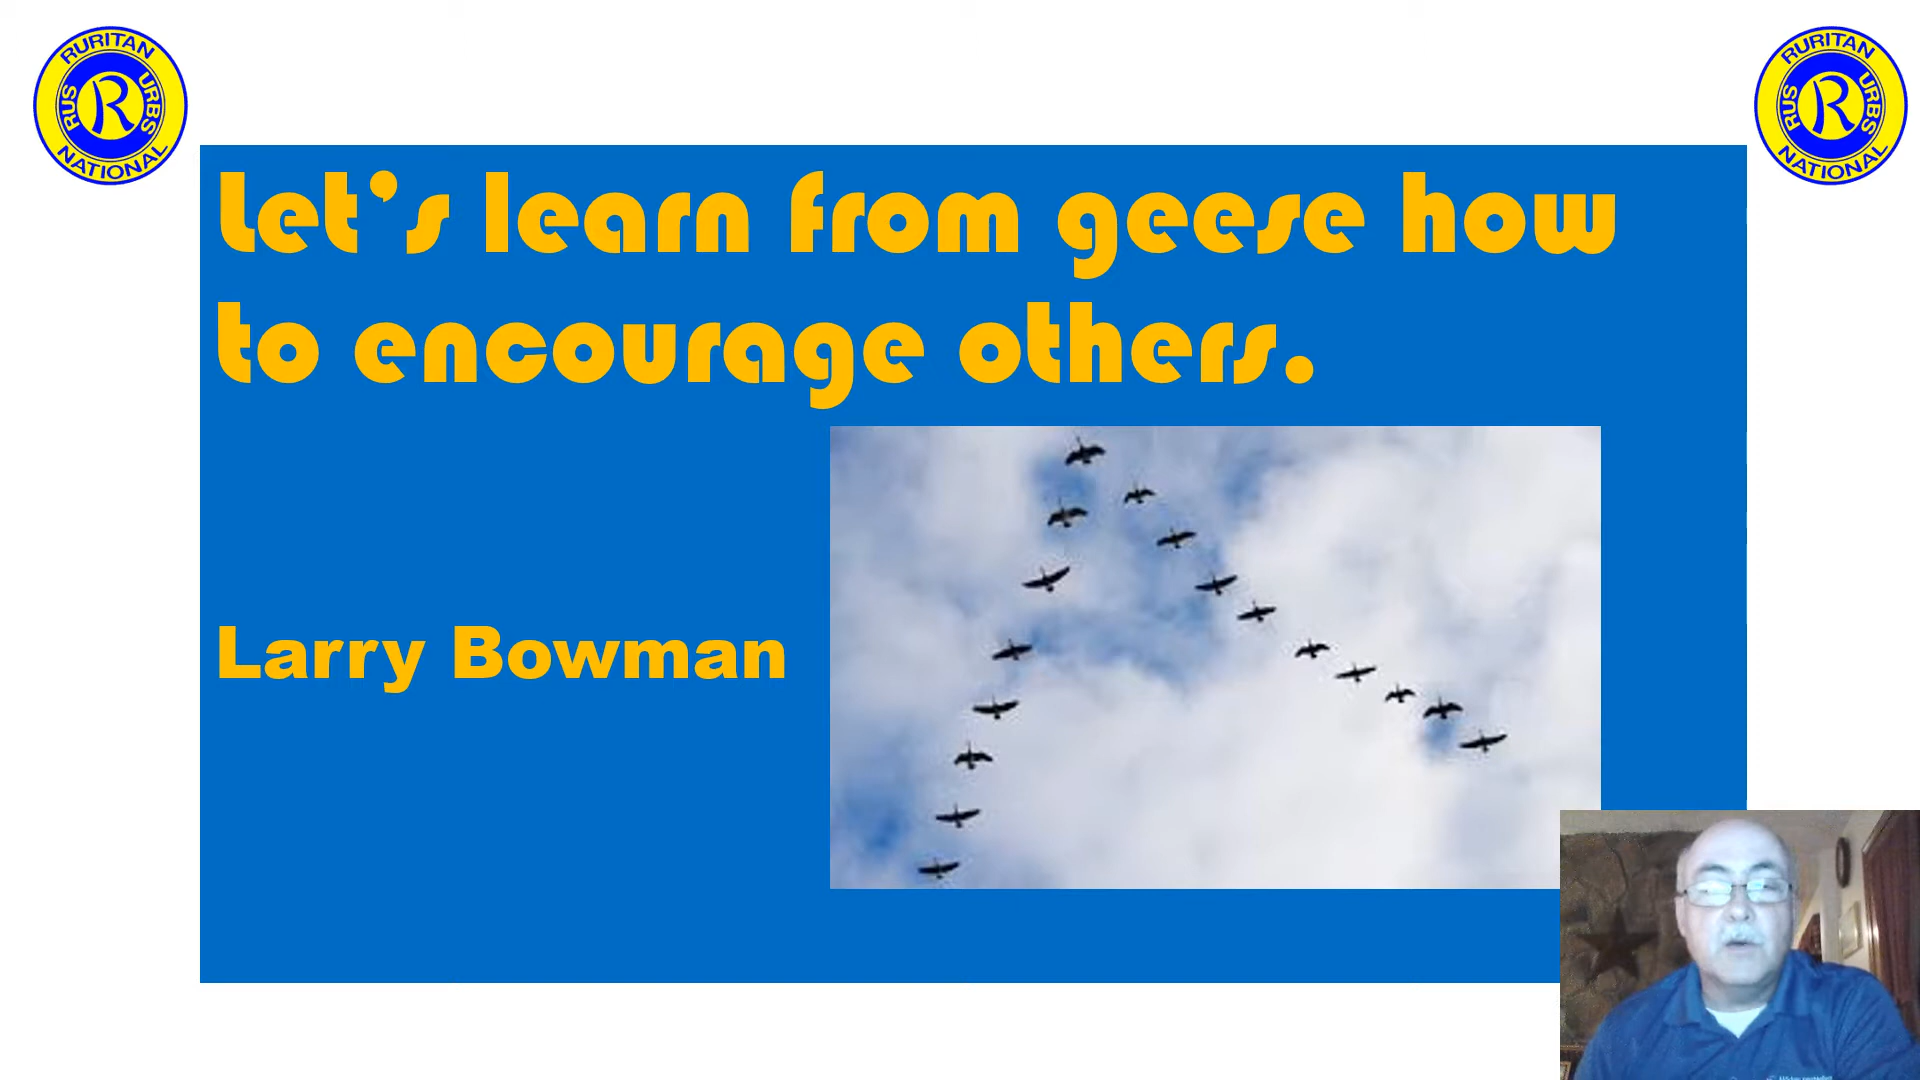 RURITAN
RUS
R
URBS
NATIONAL
RURITAN
RUS
R
URBS
NATIONAL
Let’s learn from geese how
to encourage others.
Larry Bowman